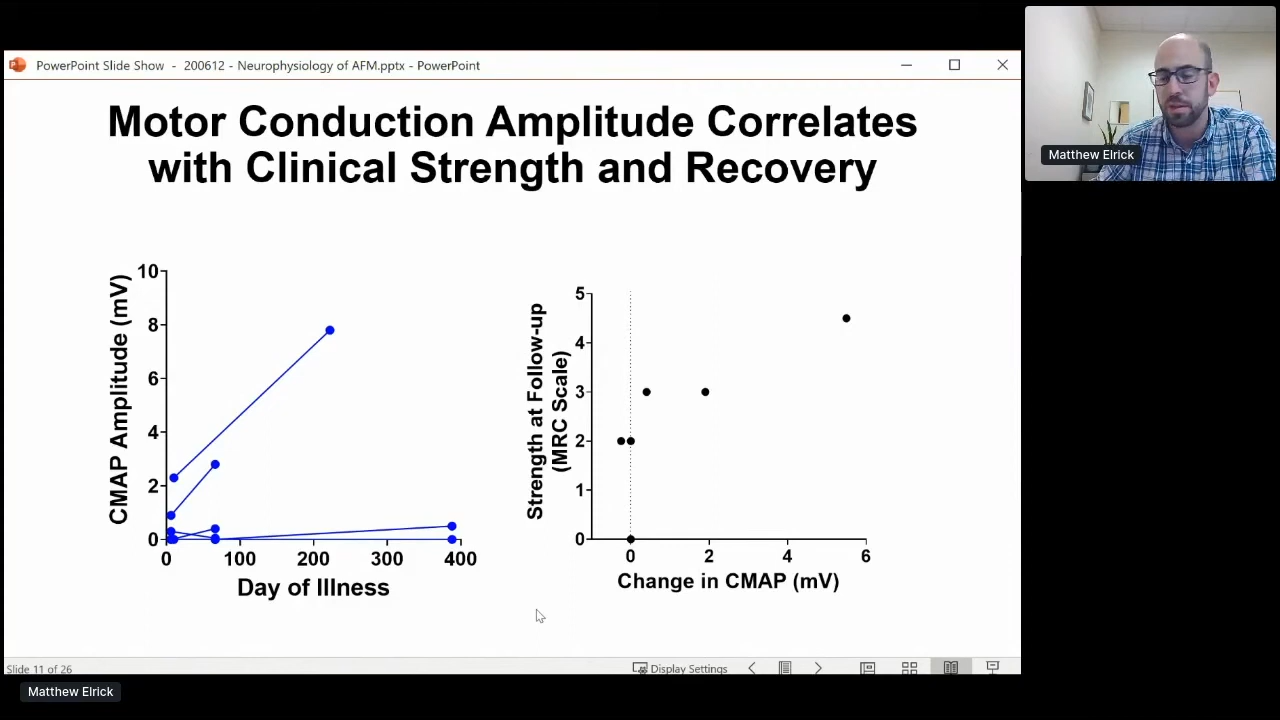 PowerPoint Slide Show - 200612 - Neurophysiology of AFM.pptx - PowerPoint
Matthew Elrick
Motor Conduction Amplitude Correlates
with Clinical Strength and Recovery
CMAP Amplitude (mV)
10
8
6
4
2
0
0 100 200 300 400
Day of Illness
Strength at Follow-up
(MRC Scale)
5
4
3
2
1
0
0 2 4 6
Change in CMAP (mV)
Slide 11 of 26
Display Settings
Matthew Elrick